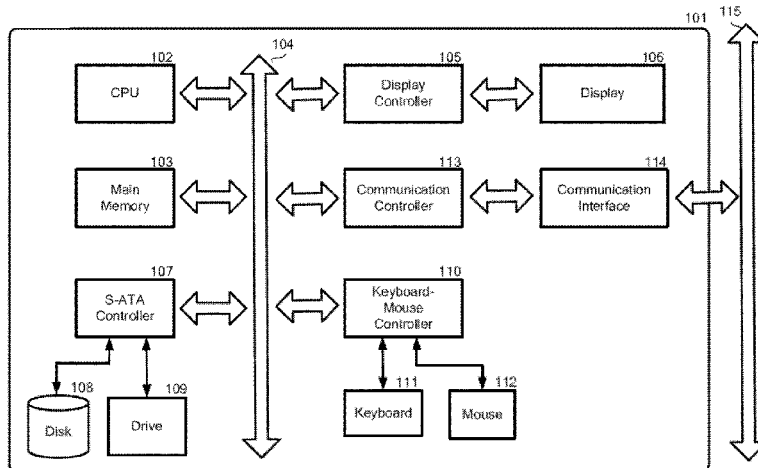 101
115
102
104
105
106
CPU
Display
Controller
Display
103
113
114
Main
Memory
Communication
Controller
Communication
Interface
107
110
S-ATA
Controller
Keyboard-
Mouse
Controller
108
109
111
112
Disk
Drive
Keyboard
Mouse